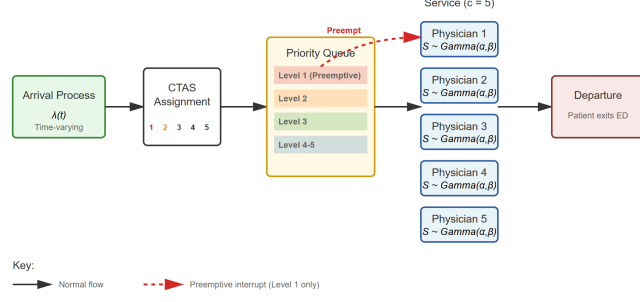 Service (c = 5)
Preempt
Arrival Process
λ(t)
Time-varying
CTAS
Assignment
1 2 3 4 5
Priority Queue
Level 1 (Preemptive)
Level 2
Level 3
Level 4-5
Physician 1
S ~ Gamma(α,β)
Physician 2
S ~ Gamma(α,β)
Physician 3
S ~ Gamma(α,β)
Physician 4
S ~ Gamma(α,β)
Physician 5
S ~ Gamma(α,β)
Departure
Patient exits ED
Key:
Normal flow
Preemptive interrupt (Level 1 only)